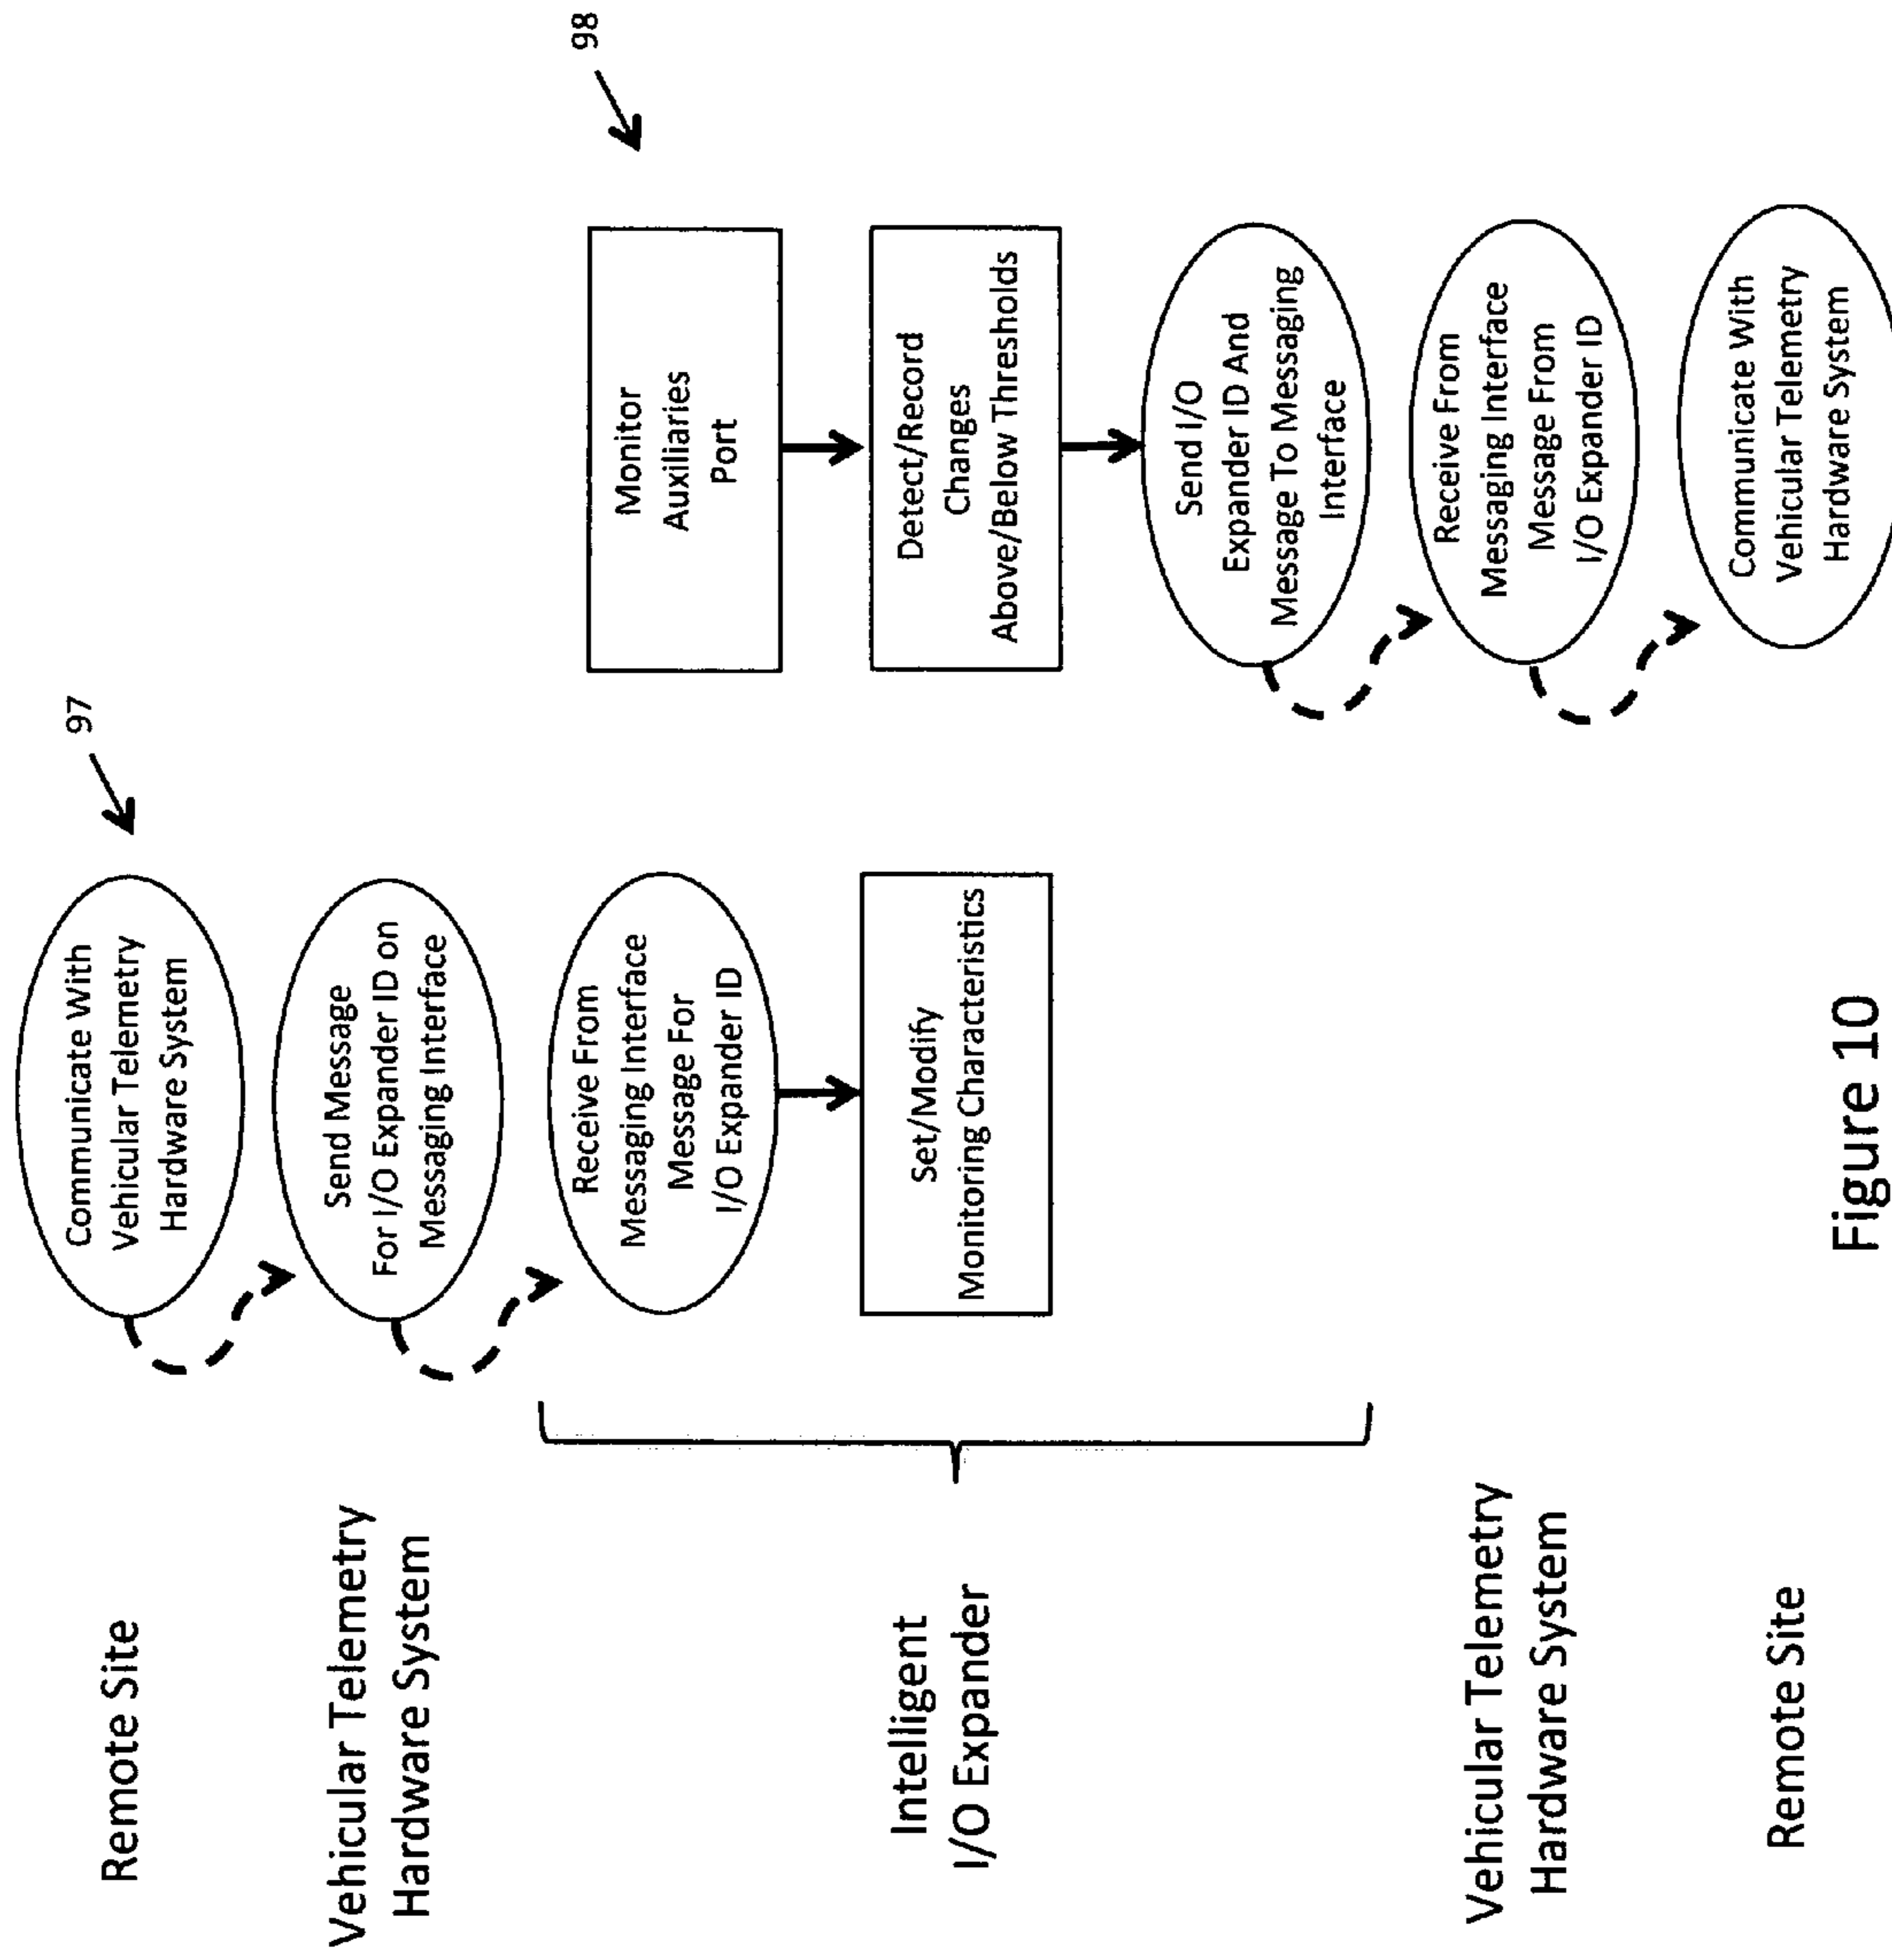 Remote Site
Vehicular Telemetry
Hardware System
Intelligent
I/O Expander
Vehicular Telemetry
Hardware System
Remote Site
97
Communicate With
Vehicular Telemetry
Hardware System
Send Message
For I/O Expander ID on
Messaging Interface
Receive From
Messaging Interface
Message For
I/O Expander ID
Set/Modify
Monitoring Characteristics
98
Monitor
Auxiliaries
Port
Detect/Record
Changes
Above/Below Thresholds
Send I/O
Expander ID And
Message To Messaging
Interface
Receive From
Messaging Interface
Message From
I/O Expander ID
Communicate With
Vehicular Telemetry
Hardware System
Figure 10